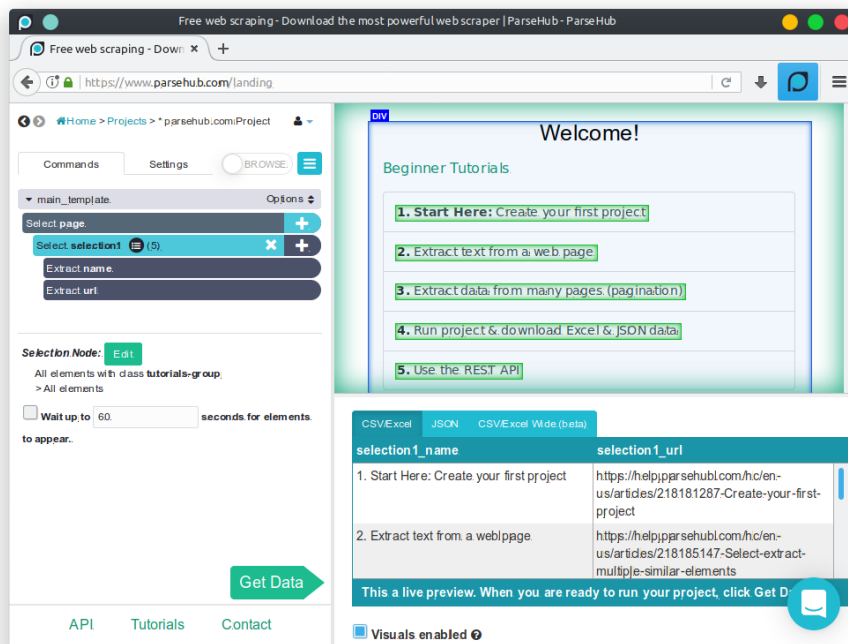 Free web scraping - Download the most powerful web scraper | ParseHub - ParseHub
Free web scraping - Down
https://www.parsehub.com/landing
Home > Projects > * parsehub.com Project
Commands Settings BROWSE
main_template Options
Select page
Select selection1 (5)
Extract name
Extract url
Selection Node: Edit
All elements with class tutorials-group
> All elements
Wait up to 60 seconds for elements
to appear.
Get Data
API Tutorials Contact
DIV
Welcome!
Beginner Tutorials
1. Start Here: Create your first project
2. Extract text from a web page
3. Extract data from many pages (pagination)
4. Run project & download Excel & JSON data
5. Use the REST API
CSV/Excel JSON CSV/Excel Wide (beta)
selection1_name selection1_url
1. Start Here: Create your first project https://help.parsehub.com/hc/en-
us/articles/218181287-Create-your-first-
project
2. Extract text from a web page https://help.parsehub.com/hc/en-
us/articles/218185147-Select-extract-
multiple-similar-elements
This a live preview. When you are ready to run your project, click Get D
Visuals enabled